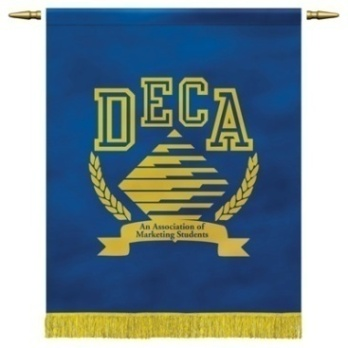 DECA
An Association of
Marketing Students